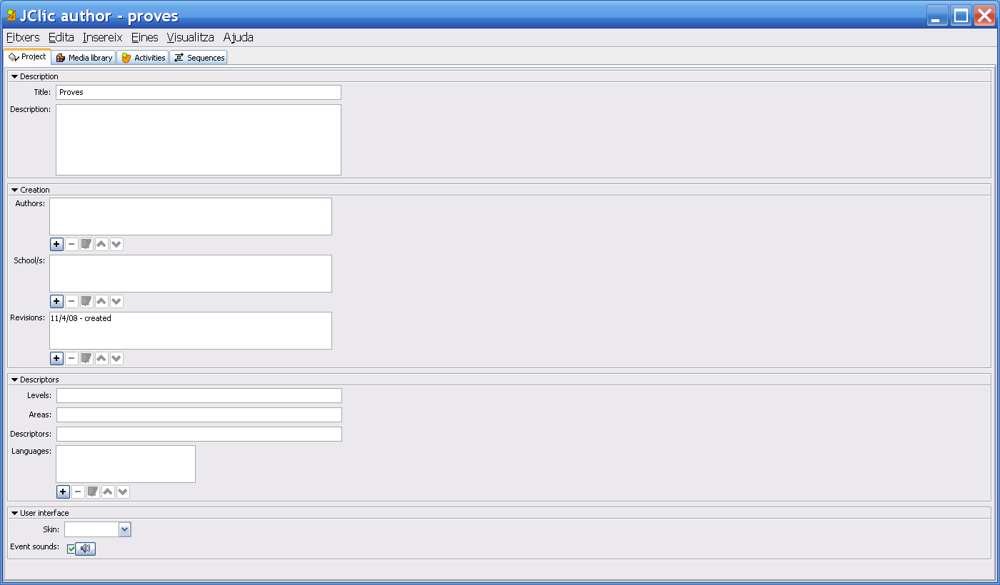 JClic author - proves
Fitxers Edita Insereix Eines Visualitza Ajuda
Project Media library Activities Sequences
Description
Title: Proves
Description:
Creation
Authors:
School/s:
Revisions: 11/4/08 - created
Descriptors
Levels:
Areas:
Descriptors:
Languages:
User interface
Skin:
Event sounds: